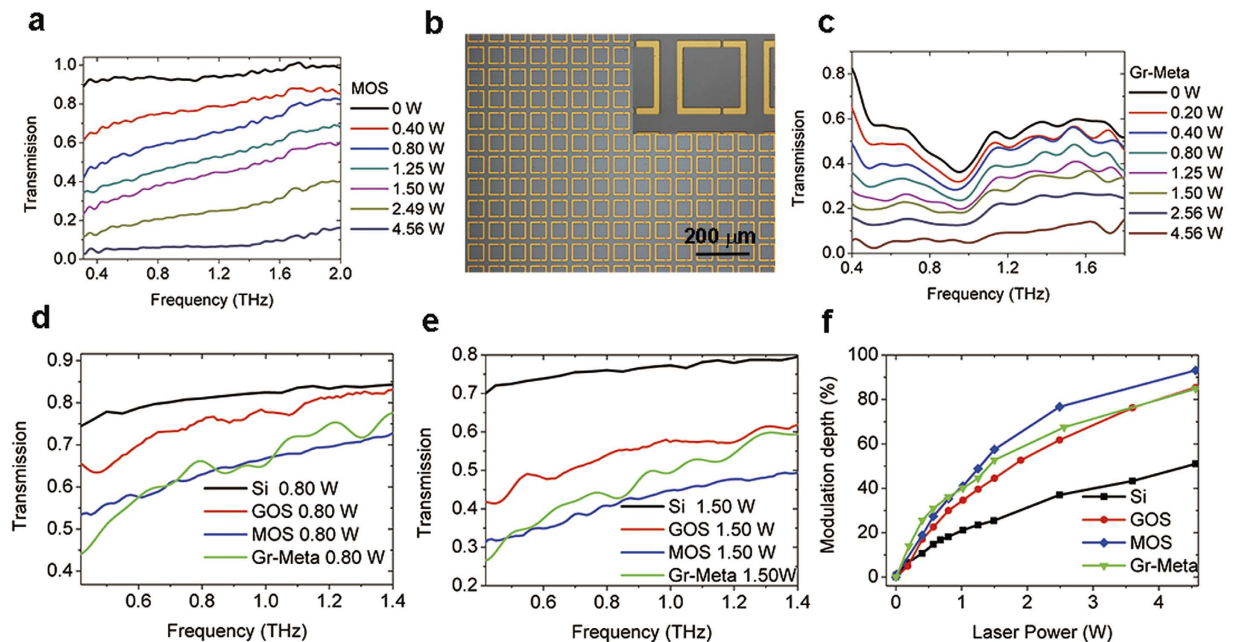 a
Transmisison
1.0
0.8
0.6
0.4
0.2
0.0
0.4
0.8
1.2
1.6
2.0
Frequency (THz)
MOS
0 W
0.40 W
0.80 W
1.25 W
1.50 W
2.49 W
4.56 W
b
200 μm
c
Transmission
0.8
0.6
0.4
0.2
0.0
0.4
0.8
1.2
1.6
Frequency (THz)
Gr-Meta
0 W
0.20 W
0.40 W
0.80 W
1.25 W
1.50 W
2.56 W
4.56 W
d
Transmission
0.9
0.8
0.7
0.6
0.5
0.4
0.6
0.8
1.0
1.2
1.4
Frequency (THz)
Si 0.80 W
GOS 0.80 W
MOS 0.80 W
Gr-Meta 0.80 W
e
Transmission
0.8
0.7
0.6
0.5
0.4
0.3
0.2
0.6
0.8
1.0
1.2
1.4
Frequency (THz)
Si 1.50 W
GOS 1.50 W
MOS 1.50 W
Gr-Meta 1.50W
f
Modulation depth (%)
100
80
60
40
20
0
0
1
2
3
4
Laser Power (W)
Si
GOS
MOS
Gr-Meta